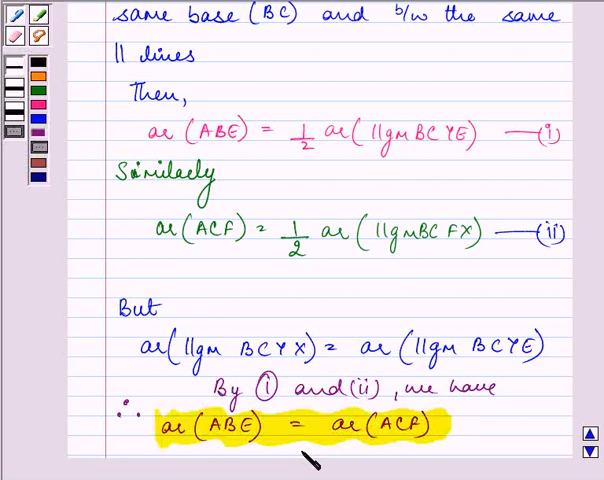 same base (BC) and b/w the same
|| lines
Then,
ar (ABE) = 1/2 ar (||gm BCYE) —(i)
Similarly
ar (ACF) = 1/2 ar (||gm BCFX) —(ii)
But
ar (||gm BCYX) = ar (||gm BCYE)
By (i) and (ii), we have
∴ ar (ABE) = ar (ACF)